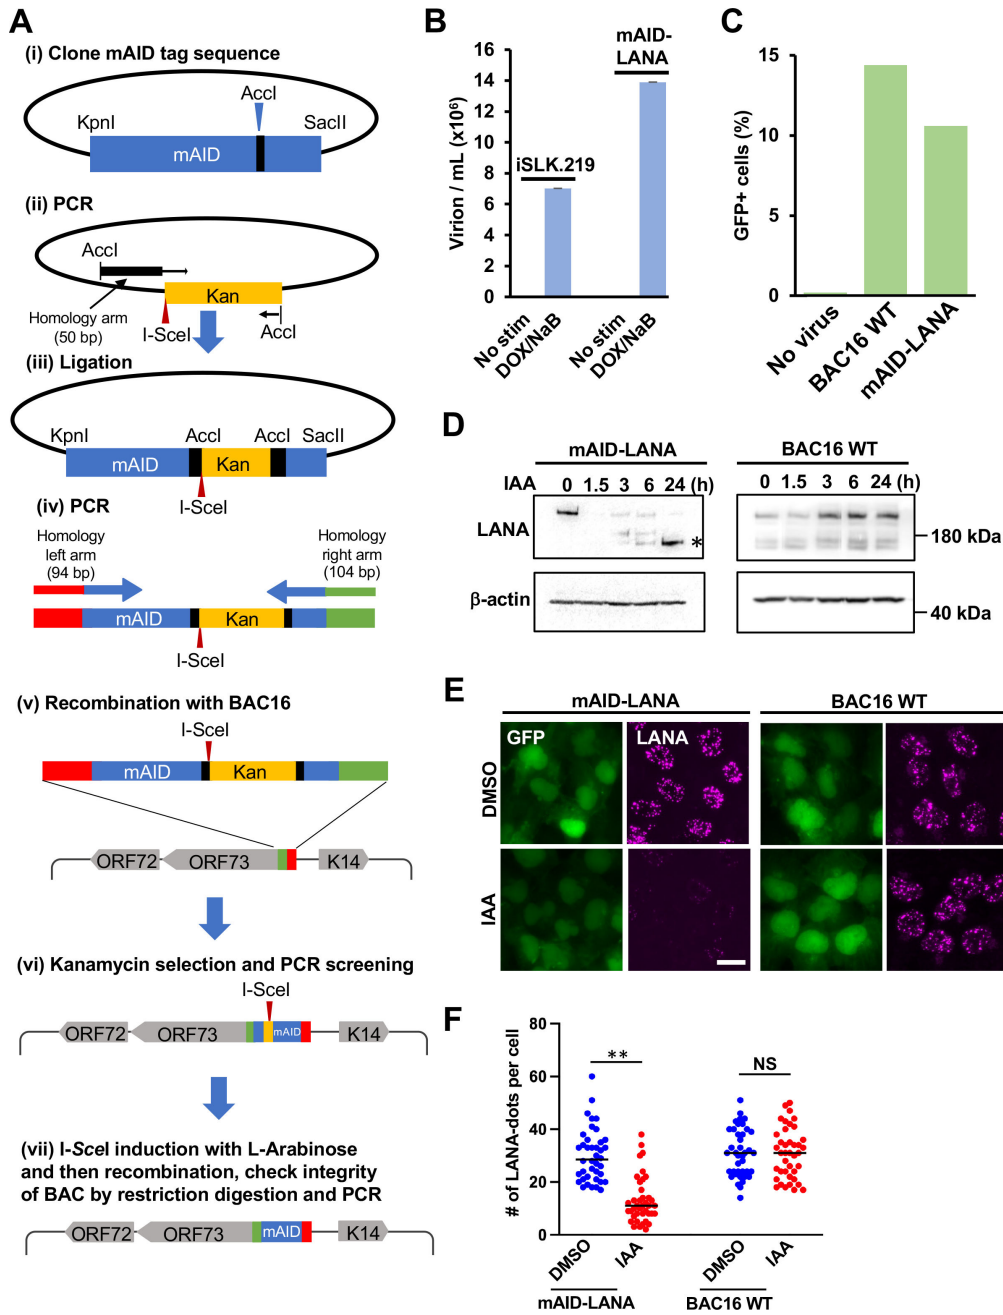 A
(i) Clone mAID tag sequence
AccI
KpnI
SacII
mAID
(ii) PCR
AccI
Kan
Homology arm
(50 bp)
I-SceI
AccI
(iii) Ligation
KpnI
AccI
AccI
SacII
mAID
Kan
I-SceI
(iv) PCR
Homology
left arm
(94 bp)
Homology
right arm
(104 bp)
mAID
Kan
I-SceI
(v) Recombination with BAC16
I-SceI
mAID
Kan
ORF72
ORF73
K14
(vi) Kanamycin selection and PCR screening
I-SceI
ORF72
ORF73
mAID
K14
(vii) I-SceI induction with L-Arabinose
and then recombination, check integrity
of BAC by restriction digestion and PCR
ORF72
ORF73
mAID
K14
B
Virion / mL (x10⁶)
16
14
12
10
8
6
4
2
0
iSLK.219
mAID-
LANA
No stim
DOX/NaB
No stim
DOX/NaB
C
GFP+ cells (%)
15
10
5
0
No virus
BAC16 WT
mAID-LANA
D
mAID-LANA
BAC16 WT
IAA
0 1.5 3 6 24 (h)
0 1.5 3 6 24 (h)
LANA
*
180 kDa
β-actin
40 kDa
E
mAID-LANA
BAC16 WT
GFP
LANA
DMSO
IAA
F
# of LANA-dots per cell
80
60
40
20
0
**
NS
DMSO
IAA
DMSO
IAA
mAID-LANA
BAC16 WT